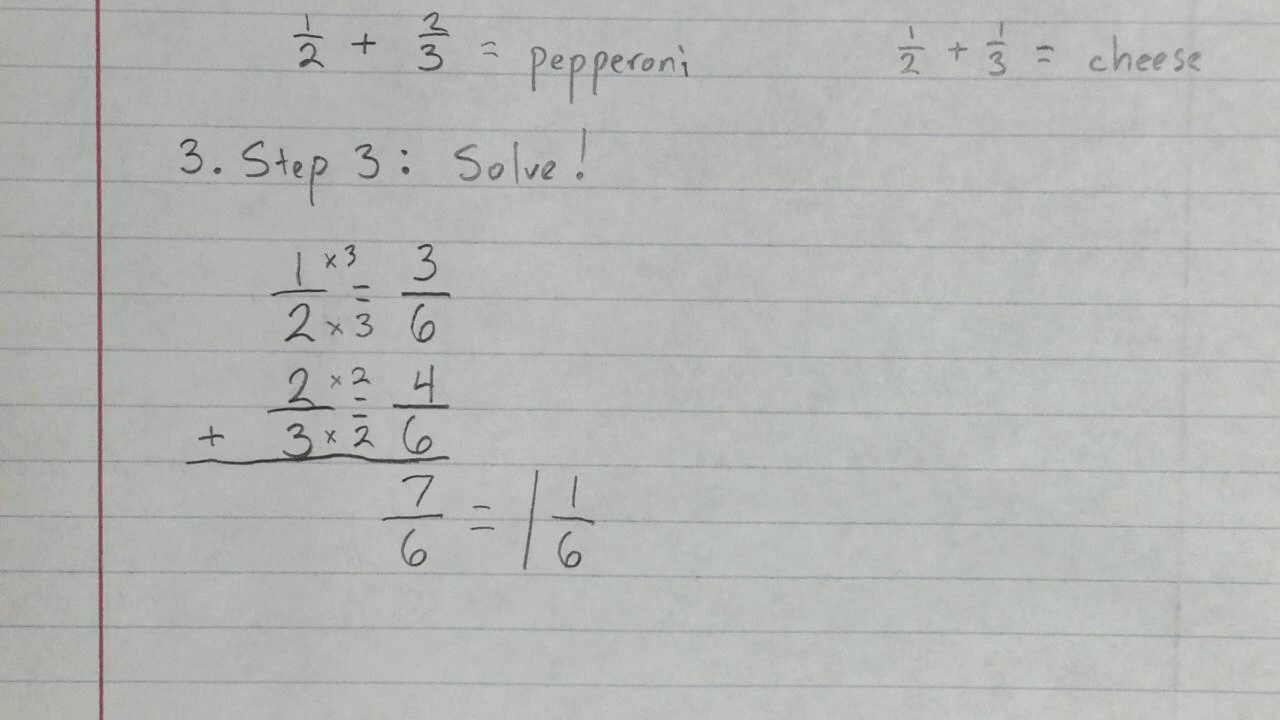 1/2 + 2/3 = pepperoni    1/2 + 1/3 = cheese
3. Step 3: Solve!
1 × 3 / 2 × 3 = 3/6
+ 2 × 2 / 3 × 2 = 4/6
7/6 = 1 1/6